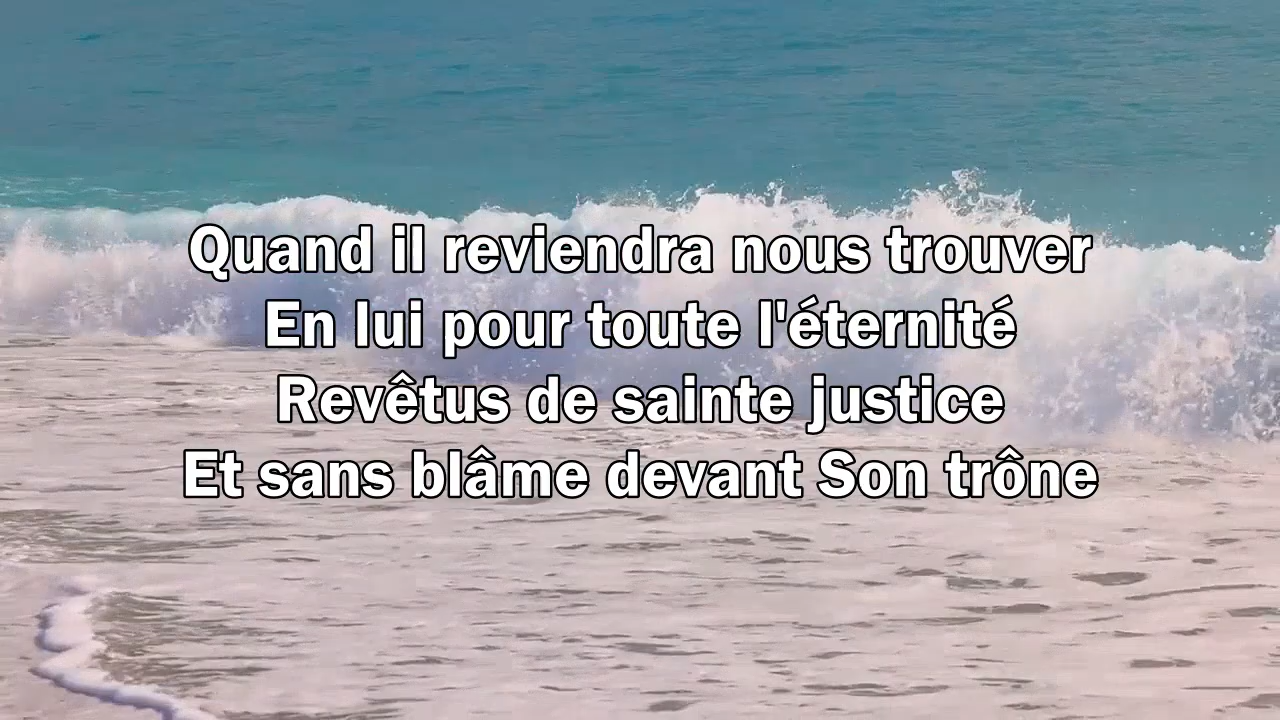 Quand il reviendra nous trouver
En lui pour toute l'éternité
Revêtus de sainte justice
Et sans blâme devant Son trône